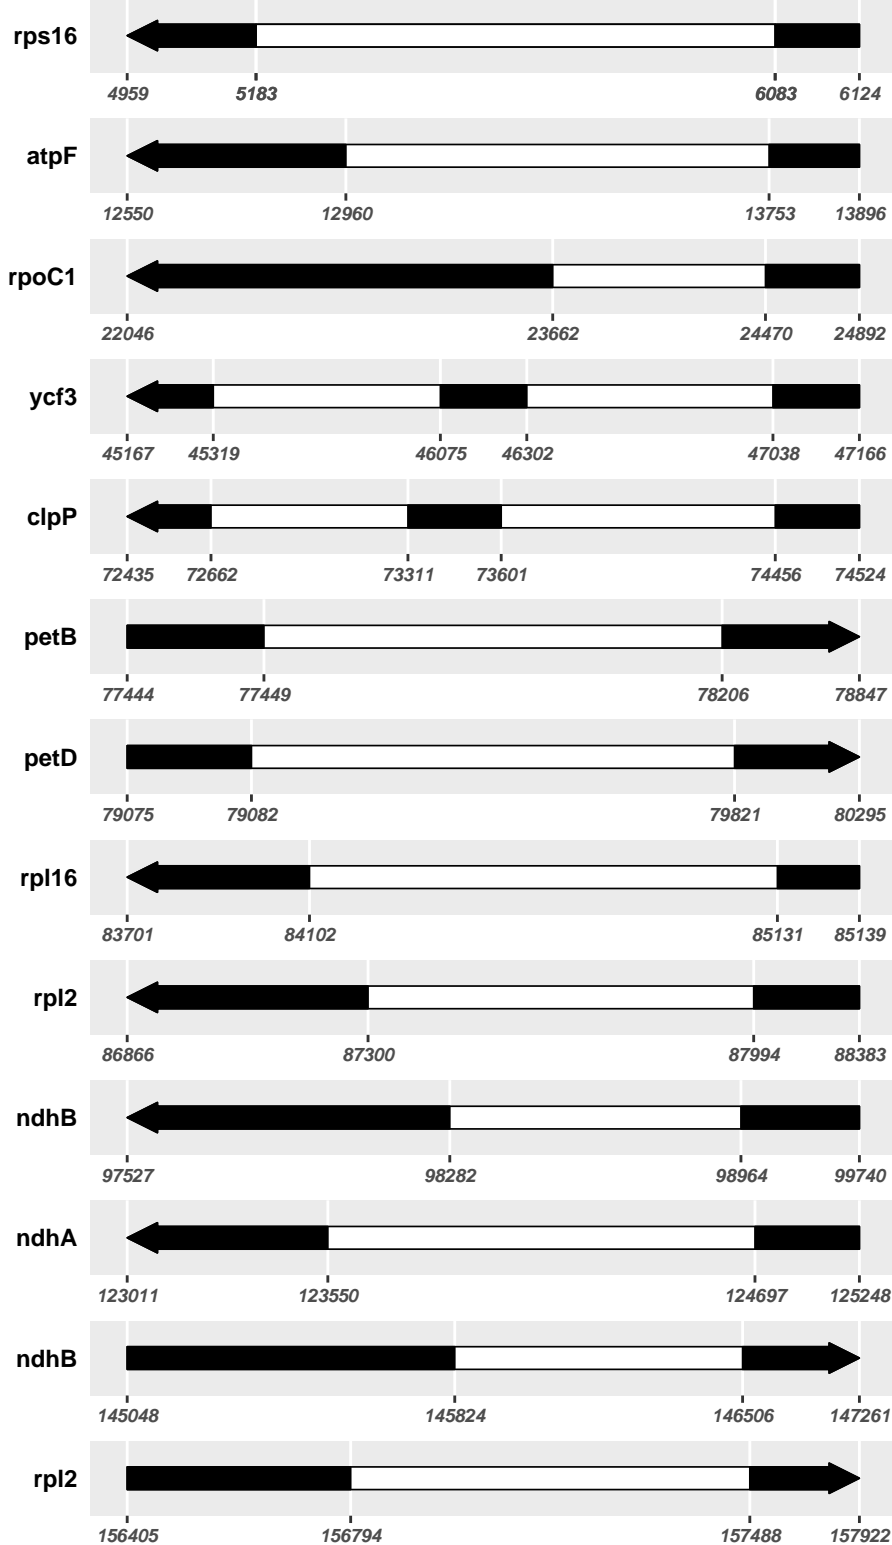 rps16
4959 5183 6083 6124
atpF
12550 12960 13753 13896
rpoC1
22046 23662 24470 24892
ycf3
45167 45319 46075 46302 47038 47166
clpP
72435 72662 73311 73601 74456 74524
petB
77444 77449 78206 78847
petD
79075 79082 79821 80295
rpl16
83701 84102 85131 85139
rpl2
86866 87300 87994 88383
ndhB
97527 98282 98964 99740
ndhA
123011 123550 124697 125248
ndhB
145048 145824 146506 147261
rpl2
156405 156794 157488 157922